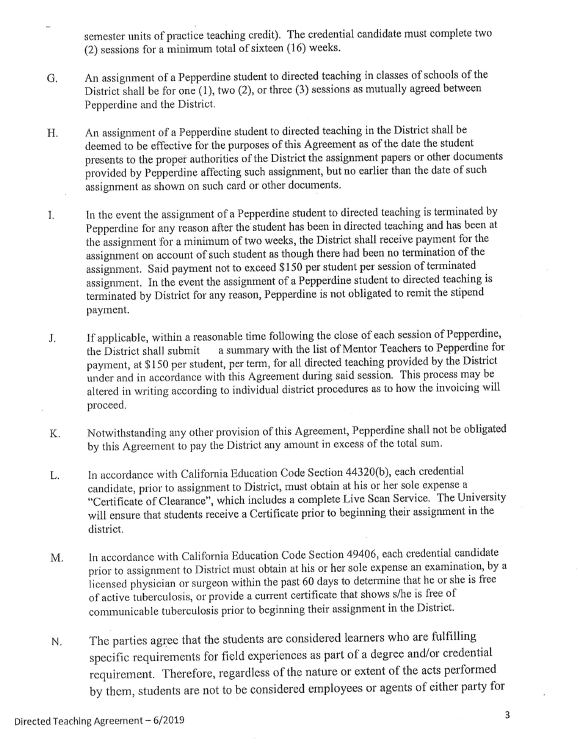 semester units of practice teaching credit). The credential candidate must complete two
(2) sessions for a minimum total of sixteen (16) weeks.
G. An assignment of a Pepperdine student to directed teaching in classes of schools of the
District shall be for one (1), two (2), or three (3) sessions as mutually agreed between
Pepperdine and the District.
H. An assignment of a Pepperdine student to directed teaching in the District shall be
deemed to be effective for the purposes of this Agreement as of the date the student
presents to the proper authorities of the District the assignment papers or other documents
provided by Pepperdine affecting such assignment, but no earlier than the date of such
assignment as shown on such card or other documents.
I. In the event the assignment of a Pepperdine student to directed teaching is terminated by
Pepperdine for any reason after the student has been in directed teaching and has been at
the assignment for a minimum of two weeks, the District shall receive payment for the
assignment on account of such student as though there had been no termination of the
assignment. Said payment not to exceed $150 per student per session of terminated
assignment. In the event the assignment of a Pepperdine student to directed teaching is
terminated by District for any reason, Pepperdine is not obligated to remit the stipend
payment.
J. If applicable, within a reasonable time following the close of each session of Pepperdine,
the District shall submit a summary with the list of Mentor Teachers to Pepperdine for
payment, at $150 per student, per term, for all directed teaching provided by the District
under and in accordance with this Agreement during said session. This process may be
altered in writing according to individual district procedures as to how the invoicing will
proceed.
K. Notwithstanding any other provision of this Agreement, Pepperdine shall not be obligated
by this Agreement to pay the District any amount in excess of the total sum.
L. In accordance with California Education Code Section 44320(b), each credential
candidate, prior to assignment to District, must obtain at his or her sole expense a
"Certificate of Clearance", which includes a complete Live Scan Service. The University
will ensure that students receive a Certificate prior to beginning their assignment in the
district.
M. In accordance with California Education Code Section 49406, each credential candidate
prior to assignment to District must obtain at his or her sole expense an examination, by a
licensed physician or surgeon within the past 60 days to determine that he or she is free
of active tuberculosis, or provide a current certificate that shows s/he is free of
communicable tuberculosis prior to beginning their assignment in the District.
N. The parties agree that the students are considered learners who are fulfilling
specific requirements for field experiences as part of a degree and/or credential
requirement. Therefore, regardless of the nature or extent of the acts performed
by them, students are not to be considered employees or agents of either party for
Directed Teaching Agreement – 6/2019
3